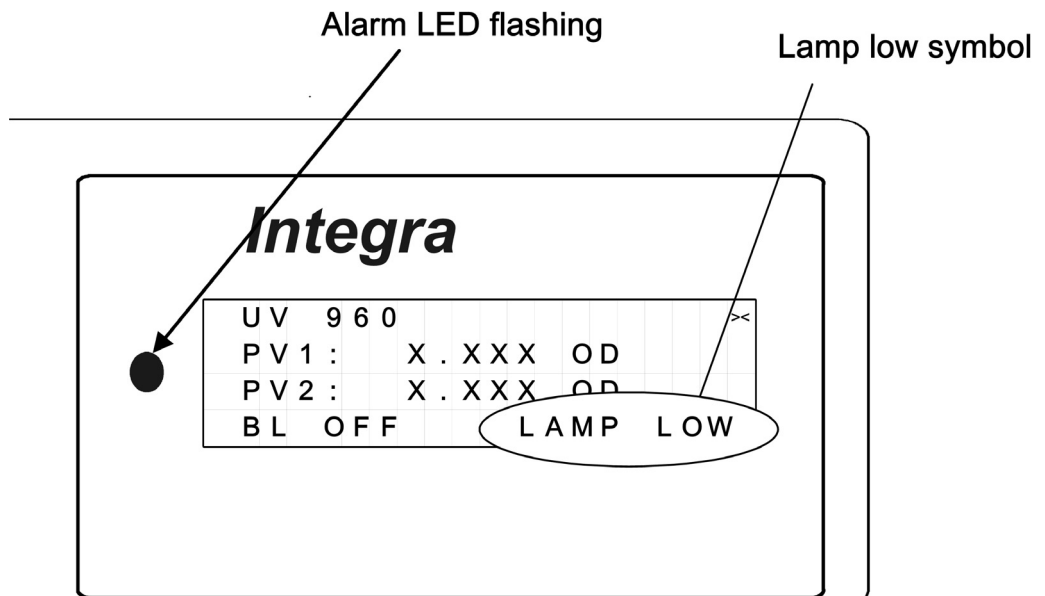 Alarm LED flashing
Lamp low symbol
Integra
UV 960 ><
PV1: X.XXX OD
PV2: X.XXX OD
BL OFF LAMP LOW